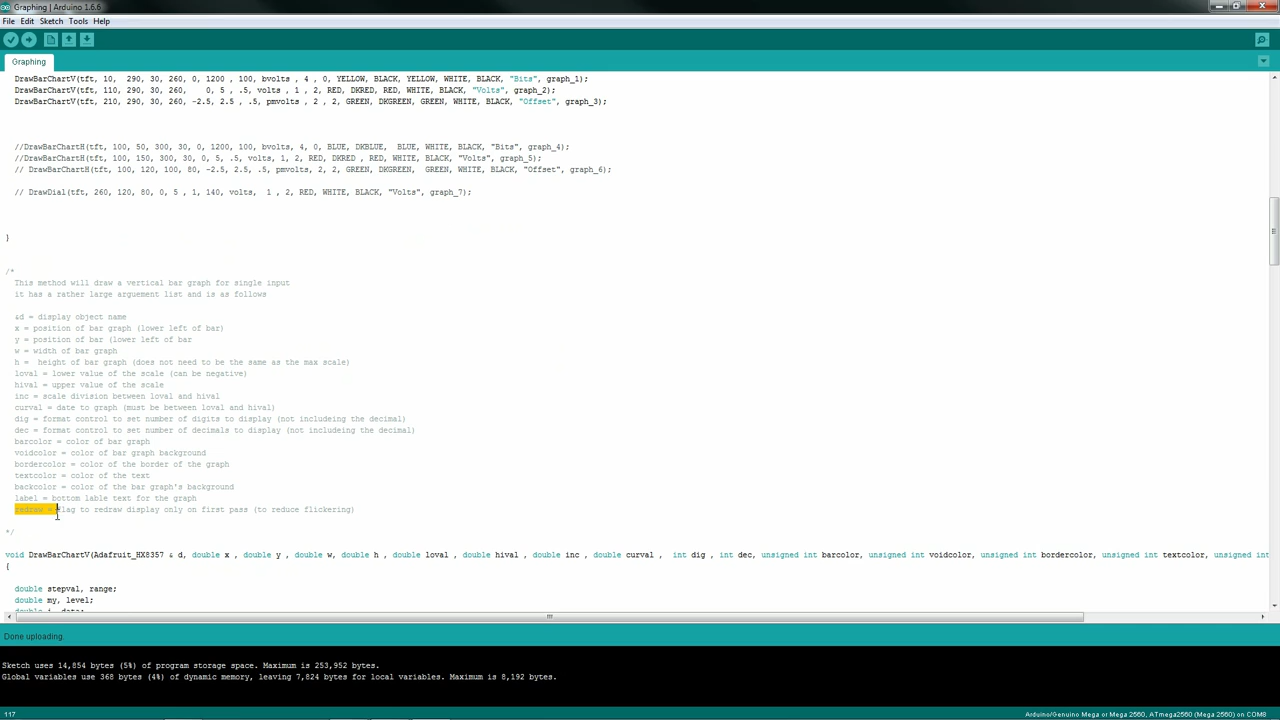 Graphing | Arduino 1.6.6
File Edit Sketch Tools Help
Graphing
DrawBarChartV(tft, 10,  290, 30, 260, 0, 1200 , 100, bvolts , 4 , 0, YELLOW, BLACK, YELLOW, WHITE, BLACK, "Bits", graph_1);
DrawBarChartV(tft, 110, 290, 30, 260,    0, 5 , .5, volts , 1 , 2, RED, DKRED, RED, WHITE, BLACK, "Volts", graph_2);
DrawBarChartV(tft, 210, 290, 30, 260, -2.5, 2.5 , .5, pmvolts , 2 , 2, GREEN, DKGREEN, GREEN, WHITE, BLACK, "Offset", graph_3);
//DrawBarChartH(tft, 100, 50, 300, 30, 0, 1200, 100, bvolts, 4, 0, BLUE, DKBLUE,  BLUE, WHITE, BLACK, "Bits", graph_4);
//DrawBarChartH(tft, 100, 150, 300, 30, 0, 5, .5, volts, 1, 2, RED, DKRED , RED, WHITE, BLACK, "Volts", graph_5);
// DrawBarChartH(tft, 100, 120, 100, 80, -2.5, 2.5, .5, pmvolts, 2, 2, GREEN, DKGREEN,  GREEN, WHITE, BLACK, "Offset", graph_6);
// DrawDial(tft, 260, 120, 80, 0, 5 , 1, 140, volts,  1 , 2, RED, WHITE, BLACK, "Volts", graph_7);
}
/*
This method will draw a vertical bar graph for single input
it has a rather large arguement list and is as follows
&d = display object name
x = position of bar graph (lower left of bar)
y = position of bar (lower left of bar
w = width of bar graph
h =  height of bar graph (does not need to be the same as the max scale)
loval = lower value of the scale (can be negative)
hival = upper value of the scale
inc = scale division between loval and hival
curval = date to graph (must be between loval and hival)
dig = format control to set number of digits to display (not includeing the decimal)
dec = format control to set number of decimals to display (not includeing the decimal)
barcolor = color of bar graph
voidcolor = color of bar graph background
bordercolor = color of the border of the graph
textcolor = color of the text
backcolor = color of the bar graph's background
label = bottom lable text for the graph
redraw = flag to redraw display only on first pass (to reduce flickering)
*/
void DrawBarChartV(Adafruit_HX8357 & d, double x , double y , double w, double h , double loval , double hival , double inc , double curval ,  int dig , int dec, unsigned int barcolor, unsigned int voidcolor, unsigned int bordercolor, unsigned int textcolor, unsigned int
{
double stepval, range;
double my, level;
double i, data;
Done uploading.
Sketch uses 14,854 bytes (5%) of program storage space. Maximum is 253,952 bytes.
Global variables use 368 bytes (4%) of dynamic memory, leaving 7,824 bytes for local variables. Maximum is 8,192 bytes.
117
Arduino/Genuino Mega or Mega 2560, ATmega2560 (Mega 2560) on COM8